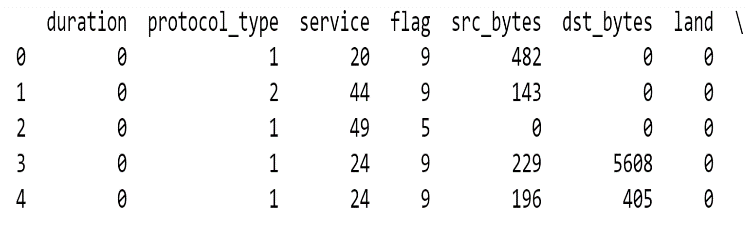 duration protocol_type service flag src_bytes dst_bytes land \
0 0 1 20 9 482 0 0
1 0 2 44 9 143 0 0
2 0 1 49 5 0 0 0
3 0 1 24 9 229 5608 0
4 0 1 24 9 196 405 0